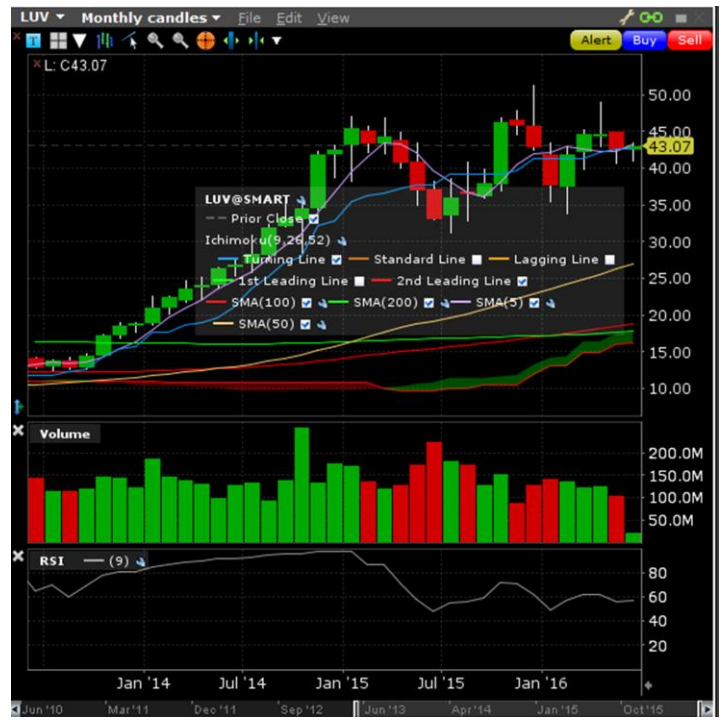 LUV Monthly candles File Edit View
T Alert Buy Sell
L: C43.07
50.00
45.00
43.07
40.00
35.00
30.00
25.00
20.00
15.00
10.00
LUV@SMART
Prior Close
Ichimoku(9,26,52)
Turning Line Standard Line Lagging Line
1st Leading Line 2nd Leading Line
SMA(100) SMA(200) SMA(5)
SMA(50)
Volume
200.0M
150.0M
100.0M
50.0M
RSI (9)
80
60
40
20
Jan '14 Jul '14 Jan '15 Jul '15 Jan '16
Jun '10 Mar'11 Dec '11 Sep '12 Jun '13 Apr'14 Jan '15 Oct'15